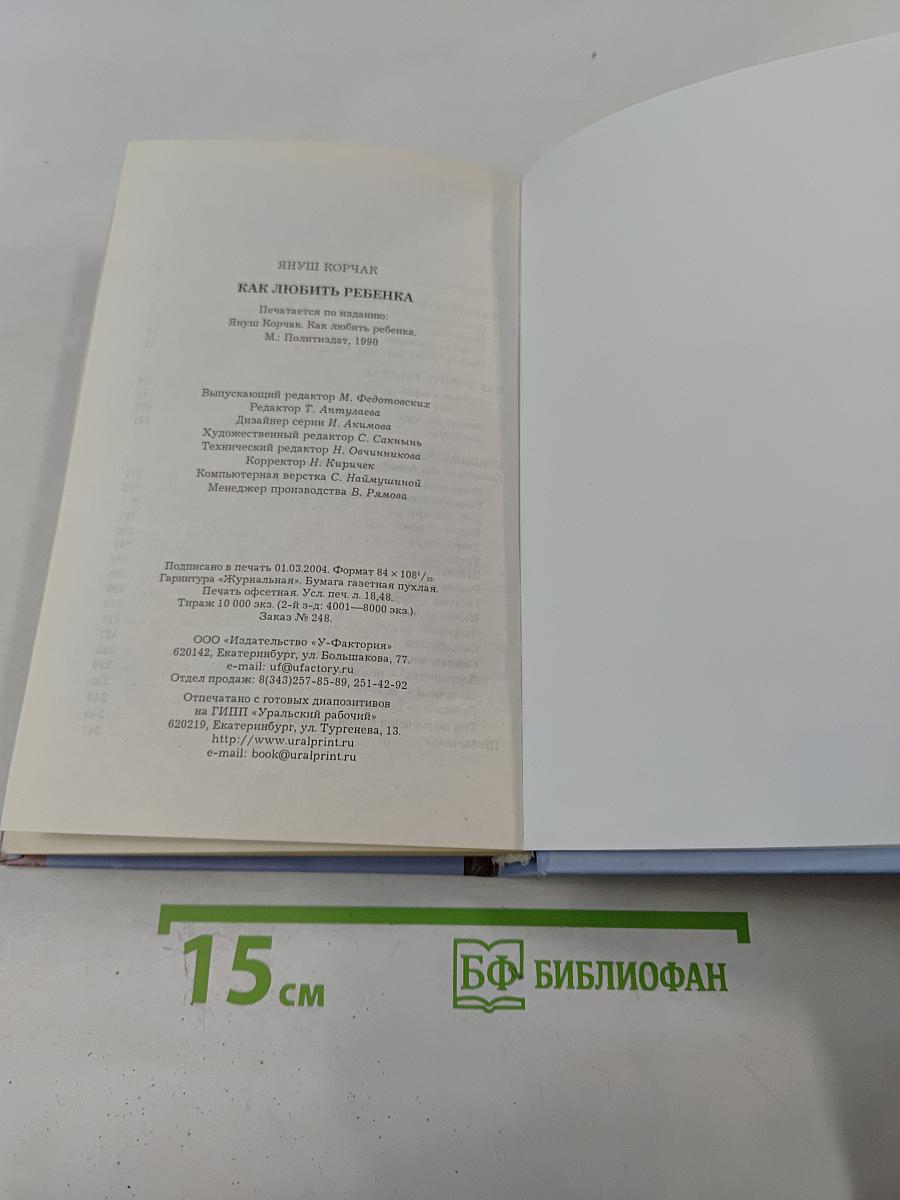 ЯНУШ КОРЧАК
КАК ЛЮБИТЬ РЕБЕНКА
Печатается по изданию:
Януш Корчак. Как любить ребенка.
М.: Политиздат, 1990
Выпускающий редактор М. Федотовских
Редактор Т. Аптулаева
Дизайнер серии И. Акимова
Художественный редактор С. Сакнынь
Технический редактор Н. Овчинникова
Корректор Н. Киричек
Компьютерная верстка С. Наймушиной
Менеджер производства В. Рямова
Подписано в печать 01.03.2004. Формат 84 × 108¹/₃₂.
Гарнитура «Журнальная». Бумага газетная пухлая.
Печать офсетная. Усл. печ. л. 18,48.
Тираж 10 000 экз. (2-й з-д: 4001—8000 экз.).
Заказ № 248.
ООО «Издательство «У-Фактория»
620142, Екатеринбург, ул. Большакова, 77.
e-mail: uf@ufactory.ru
Отдел продаж: 8(343)257-85-89, 251-42-92
Отпечатано с готовых диапозитивов
на ГИПП «Уральский рабочий»
620219, Екатеринбург, ул. Тургенева, 13.
http://www.uralprint.ru
e-mail: book@uralprint.ru
15 см
БФ БИБЛИОФАН